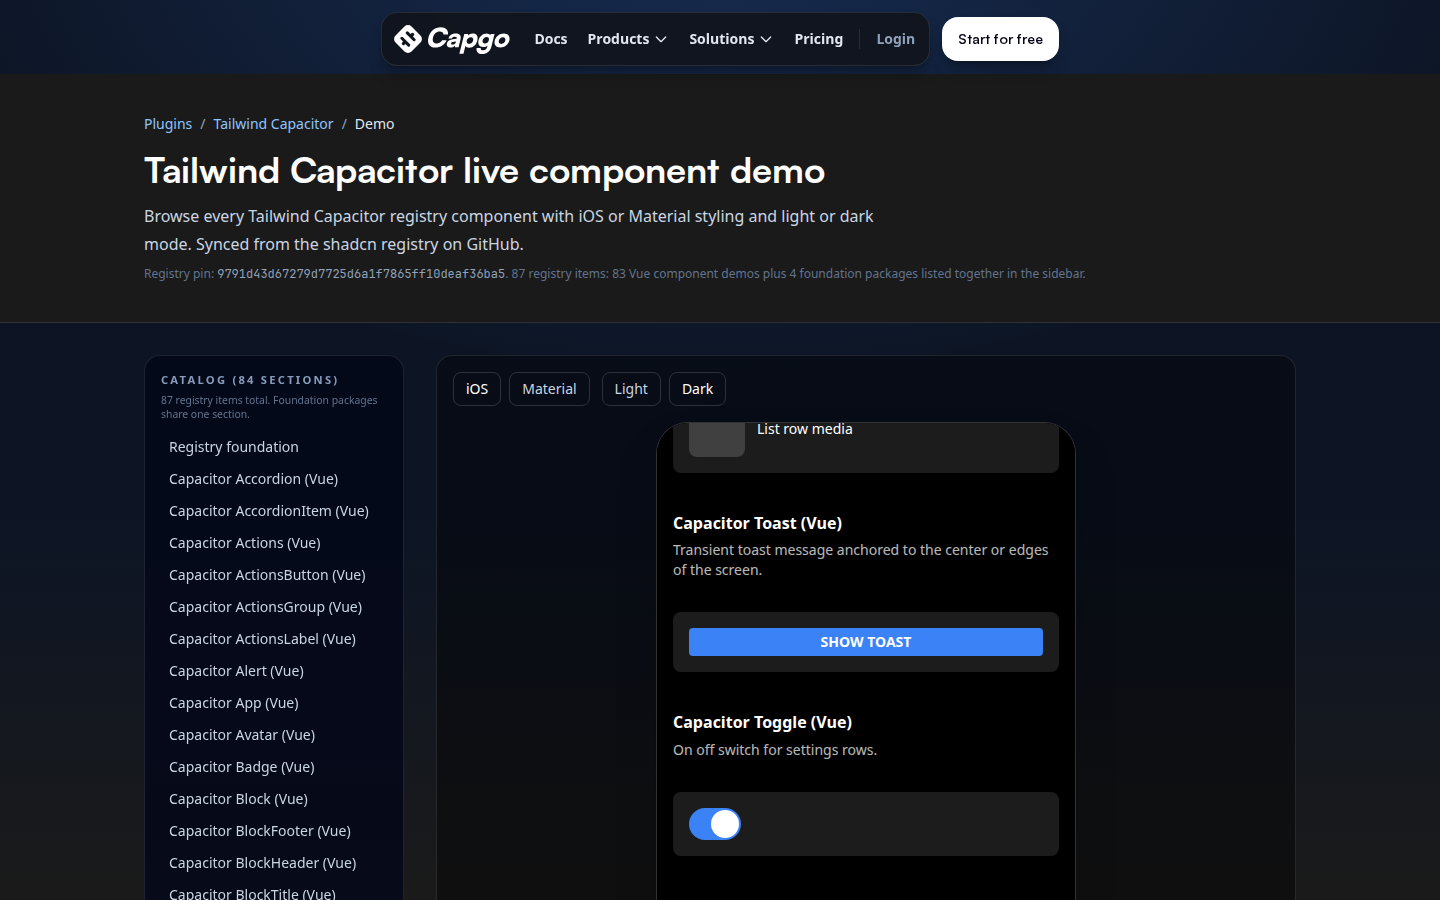 Capgo
Docs
Products
Solutions
Pricing
Login
Start for free
Plugins / Tailwind Capacitor / Demo
Tailwind Capacitor live component demo
Browse every Tailwind Capacitor registry component with iOS or Material styling and light or dark
mode. Synced from the shadcn registry on GitHub.
Registry pin: 9791d43d67279d7725d6a1f7865ff10deaf36ba5. 87 registry items: 83 Vue component demos plus 4 foundation packages listed together in the sidebar.
CATALOG (84 SECTIONS)
87 registry items total. Foundation packages
share one section.
Registry foundation
Capacitor Accordion (Vue)
Capacitor AccordionItem (Vue)
Capacitor Actions (Vue)
Capacitor ActionsButton (Vue)
Capacitor ActionsGroup (Vue)
Capacitor ActionsLabel (Vue)
Capacitor Alert (Vue)
Capacitor App (Vue)
Capacitor Avatar (Vue)
Capacitor Badge (Vue)
Capacitor Block (Vue)
Capacitor BlockFooter (Vue)
Capacitor BlockHeader (Vue)
Capacitor BlockTitle (Vue)
iOS
Material
Light
Dark
List row media
Capacitor Toast (Vue)
Transient toast message anchored to the center or edges
of the screen.
SHOW TOAST
Capacitor Toggle (Vue)
On off switch for settings rows.